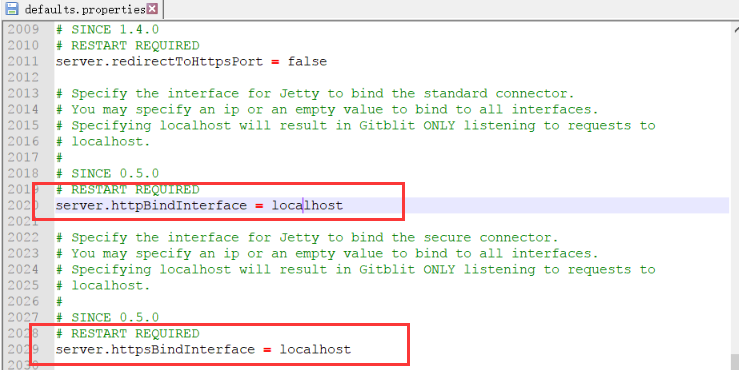 defaults.properties
2009 # SINCE 1.4.0
2010 # RESTART REQUIRED
2011 server.redirectToHttpsPort = false
2012
2013 # Specify the interface for Jetty to bind the standard connector.
2014 # You may specify an ip or an empty value to bind to all interfaces.
2015 # Specifying localhost will result in Gitblit ONLY listening to requests to
2016 # localhost.
2017 #
2018 # SINCE 0.5.0
2019 # RESTART REQUIRED
2020 server.httpBindInterface = localhost
2021
2022 # Specify the interface for Jetty to bind the secure connector.
2023 # You may specify an ip or an empty value to bind to all interfaces.
2024 # Specifying localhost will result in Gitblit ONLY listening to requests to
2025 # localhost.
2026 #
2027 # SINCE 0.5.0
2028 # RESTART REQUIRED
2029 server.httpsBindInterface = localhost
2030